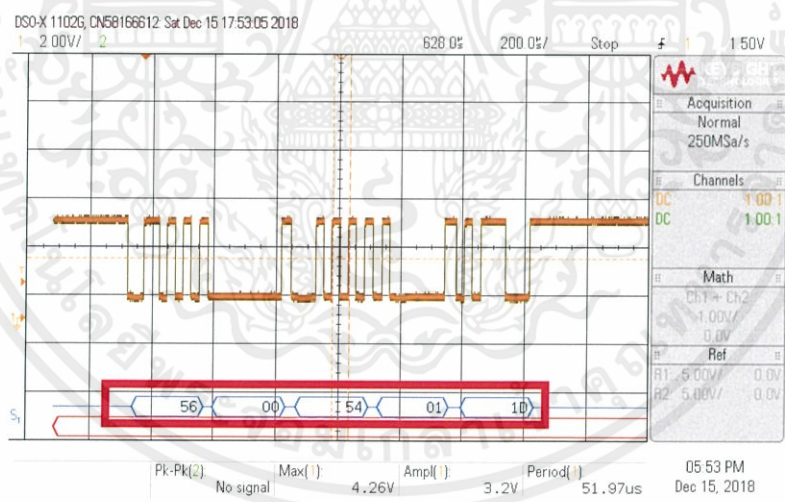 DSO-X 1102G, CN58166612: Sat Dec 15 17:53:05 2018
1 2.00V/ 2 628.0s 200.0s/ Stop 1 1.50V
Acquisition
Normal
250MSa/s
Channels
DC 1.00:1
DC 1.00:1
Math
Ch1 + Ch2
1.00V/
0.0V
Ref
R1: 5.00V/ 0.0V
R2: 5.00V/ 0.0V
S1 56 00 54 01 1D
Pk-Pk(2): Max(1): Ampl(1): Period(1):
No signal 4.26V 3.2V 51.97us
05:53 PM
Dec 15, 2018